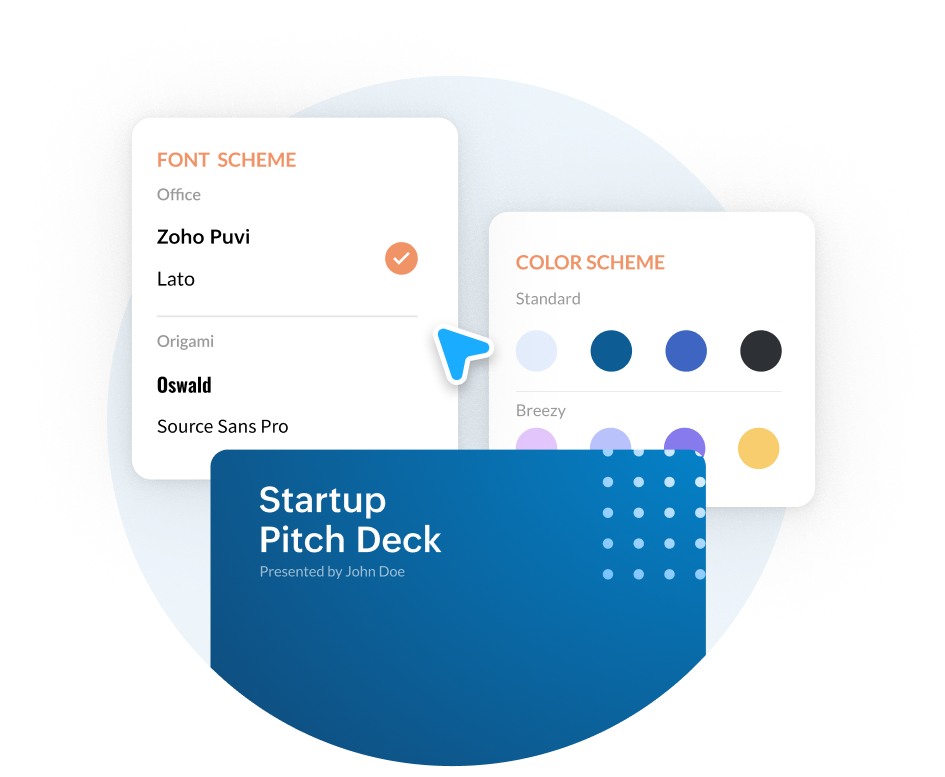 FONT SCHEME
Office
Zoho Puvi
Lato
Origami
Oswald
Source Sans Pro
COLOR SCHEME
Standard
Breezy
Startup
Pitch Deck
Presented by John Doe